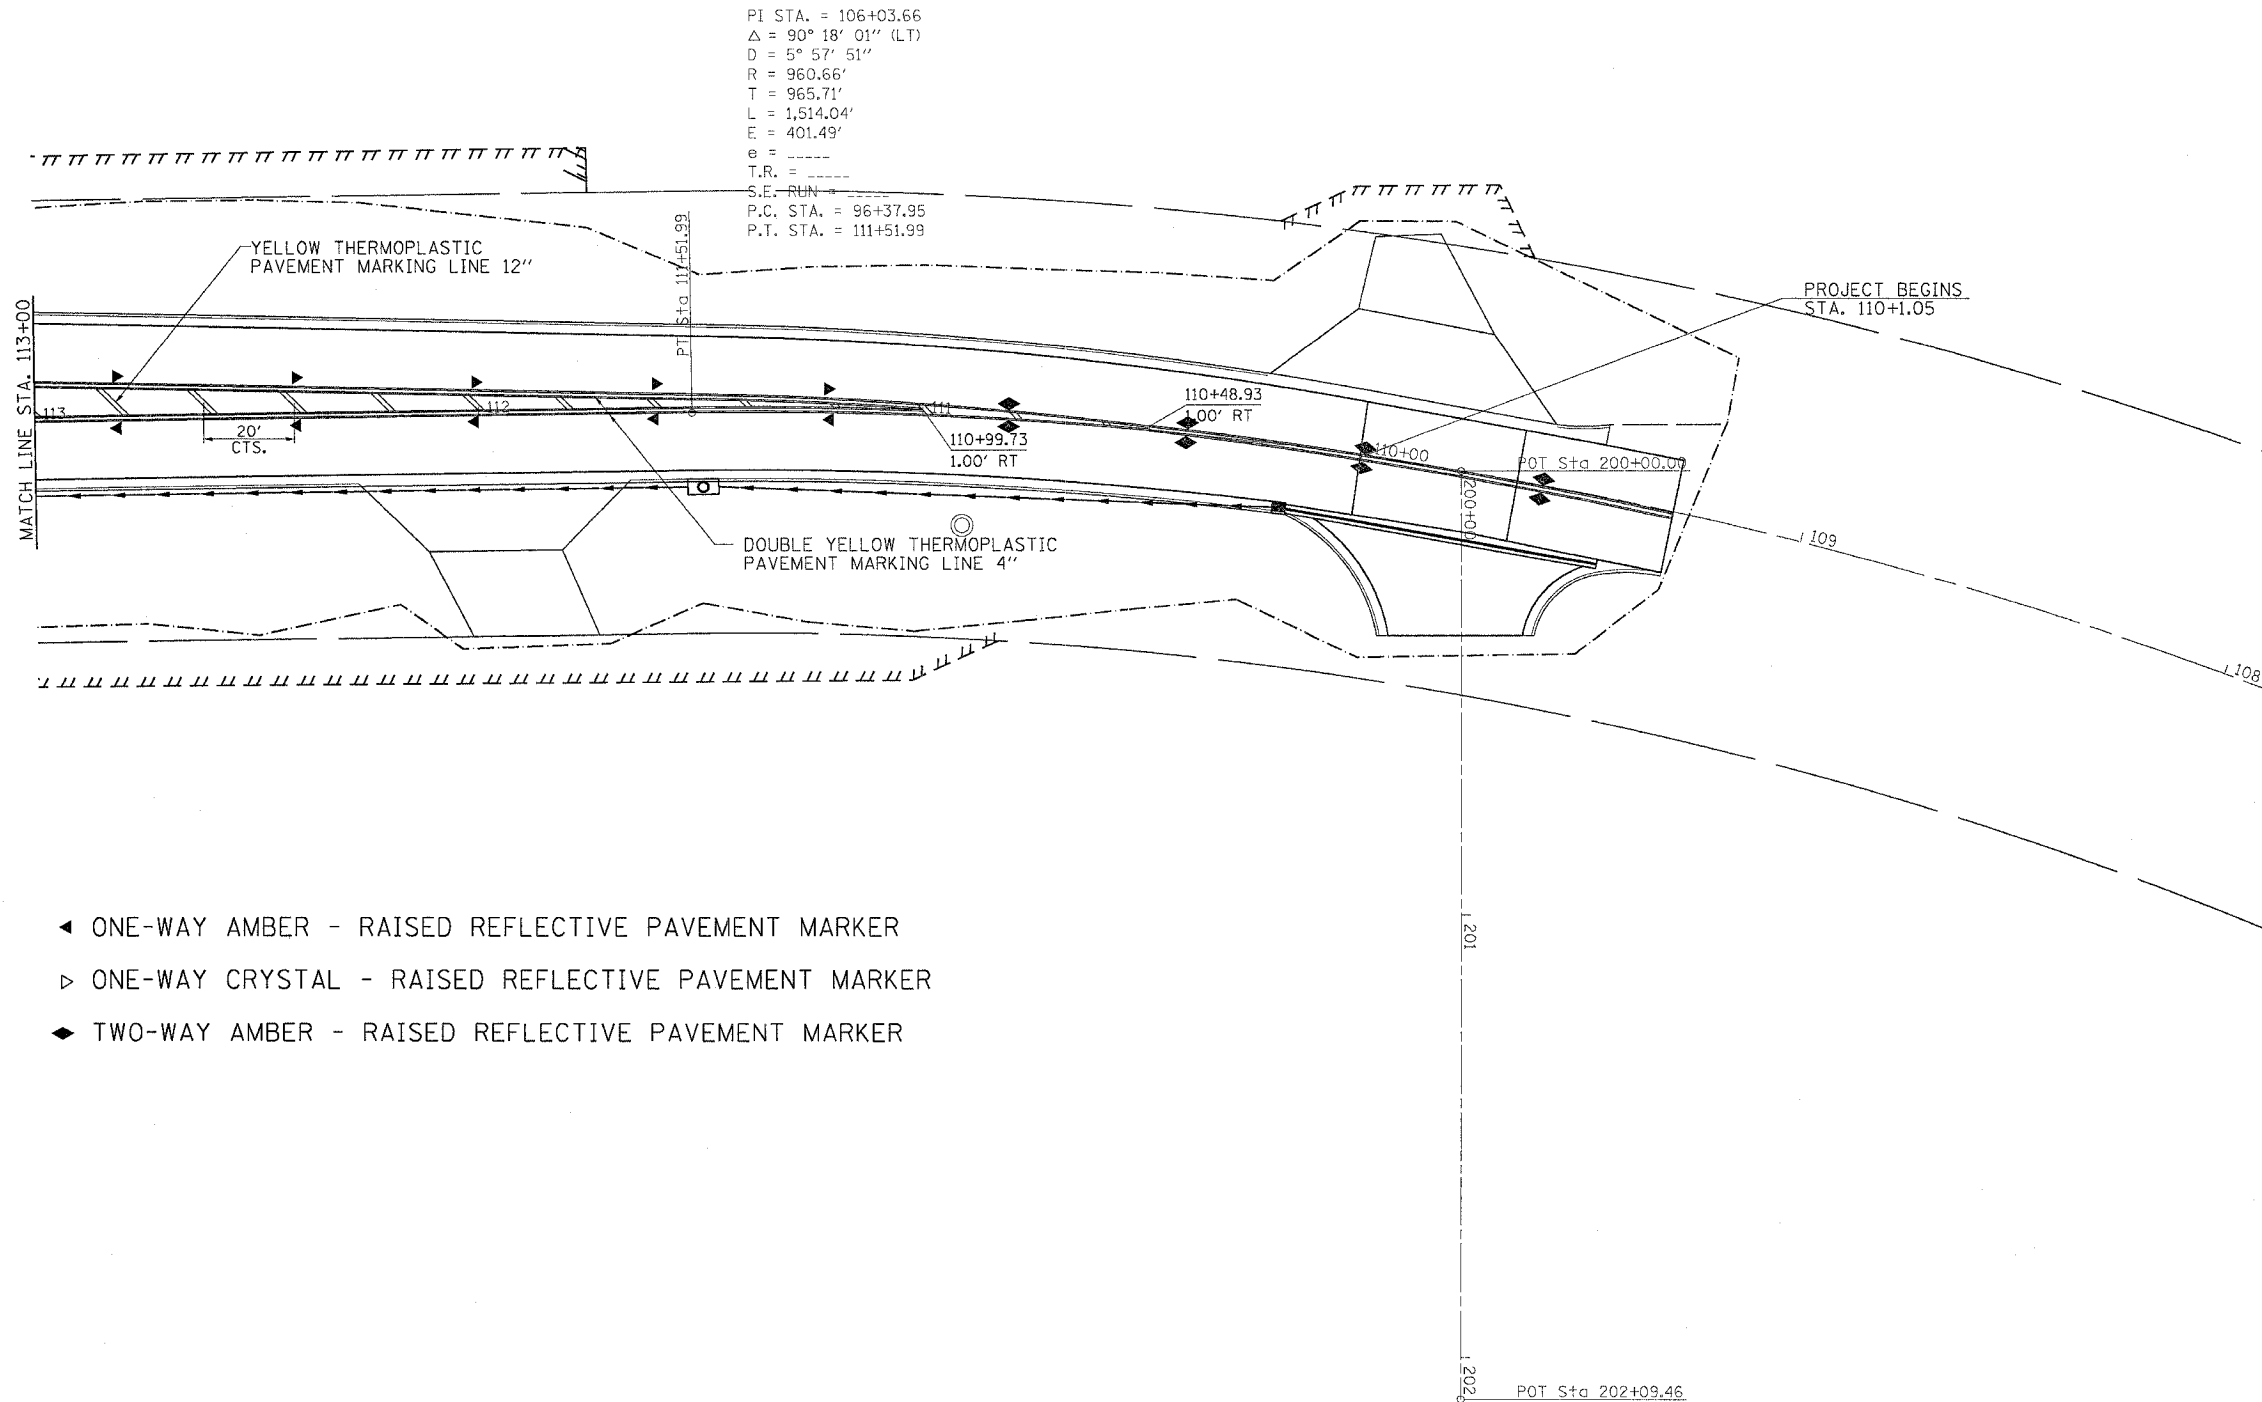 PI STA. = 106+03.66
Δ = 90° 18' 01" (LT)
D = 5° 57' 51"
R = 960.66'
T = 965.71'
L = 1,514.04'
E = 401.49'
e = _____
T.R. = _____
S.E. RUN = _____
P.C. STA. = 96+37.95
P.T. STA. = 111+51.99
YELLOW THERMOPLASTIC
PAVEMENT MARKING LINE 12"
PT Sta 111+51.99
PROJECT BEGINS
STA. 110+1.05
MATCH LINE STA. 113+00
113
112
111
20'
CTS.
110+48.93
1.00' RT
110+99.73
1.00' RT
110+00
POT Sta 200+00.00
200+00
DOUBLE YELLOW THERMOPLASTIC
PAVEMENT MARKING LINE 4"
109
108
201
202
POT Sta 202+09.46
ONE-WAY AMBER - RAISED REFLECTIVE PAVEMENT MARKER
ONE-WAY CRYSTAL - RAISED REFLECTIVE PAVEMENT MARKER
TWO-WAY AMBER - RAISED REFLECTIVE PAVEMENT MARKER